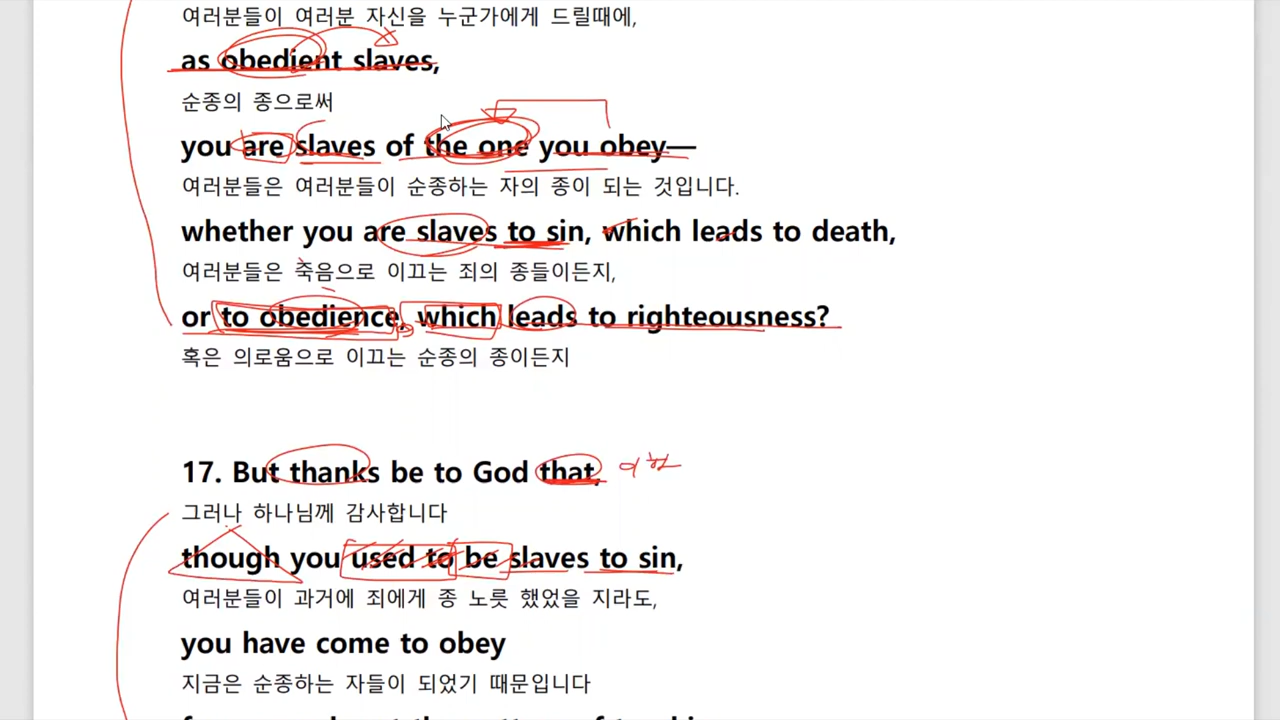 여러분들이 여러분 자신을 누군가에게 드릴때에,
as obedient slaves,
순종의 종으로써
you are slaves of the one you obey—
여러분들은 여러분들이 순종하는 자의 종이 되는 것입니다.
whether you are slaves to sin, which leads to death,
여러분들은 죽음으로 이끄는 죄의 종들이든지,
or to obedience, which leads to righteousness?
혹은 의로움으로 이끄는 순종의 종이든지
17. But thanks be to God that,
그러나 하나님께 감사합니다
though you used to be slaves to sin,
여러분들이 과거에 죄에게 종 노릇 했었을 지라도,
you have come to obey
지금은 순종하는 자들이 되었기 때문입니다